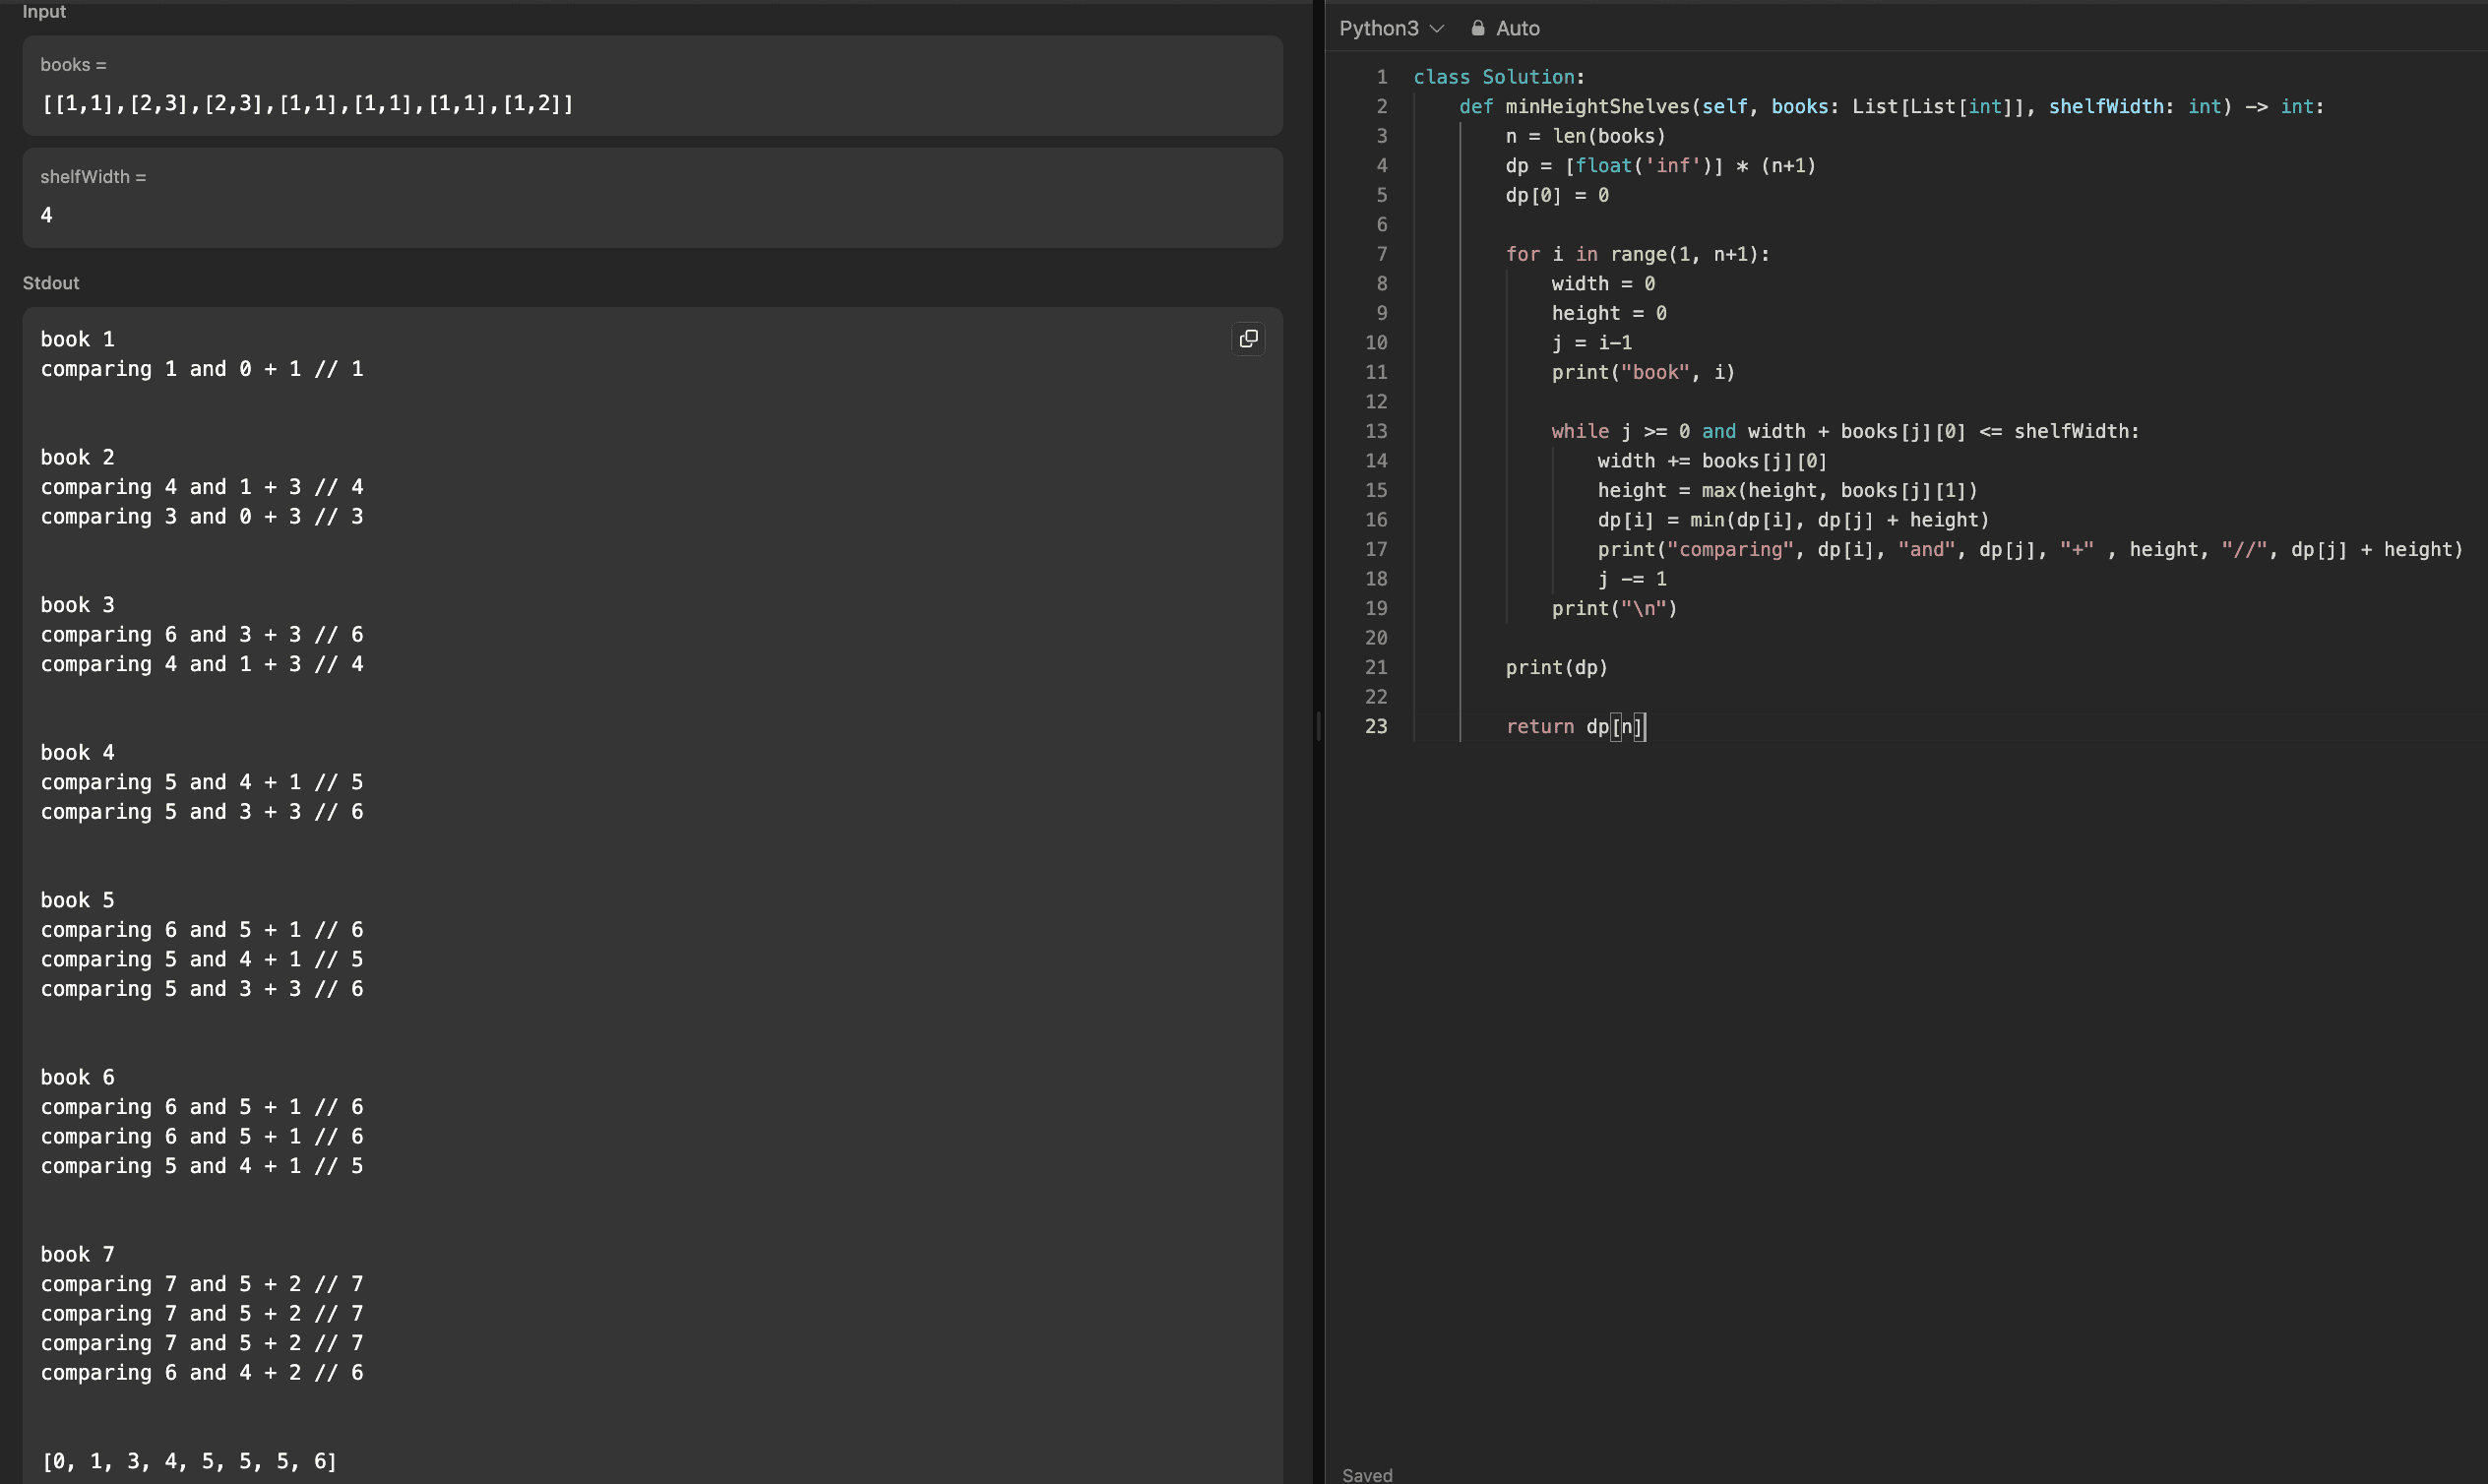 Input
books =
[[1,1],[2,3],[2,3],[1,1],[1,1],[1,1],[1,2]]
shelfWidth =
4
Stdout
book 1
comparing 1 and 0 + 1 // 1
book 2
comparing 4 and 1 + 3 // 4
comparing 3 and 0 + 3 // 3
book 3
comparing 6 and 3 + 3 // 6
comparing 4 and 1 + 3 // 4
book 4
comparing 5 and 4 + 1 // 5
comparing 5 and 3 + 3 // 6
book 5
comparing 6 and 5 + 1 // 6
comparing 5 and 4 + 1 // 5
comparing 5 and 3 + 3 // 6
book 6
comparing 6 and 5 + 1 // 6
comparing 6 and 5 + 1 // 6
comparing 5 and 4 + 1 // 5
book 7
comparing 7 and 5 + 2 // 7
comparing 7 and 5 + 2 // 7
comparing 7 and 5 + 2 // 7
comparing 6 and 4 + 2 // 6
[0, 1, 3, 4, 5, 5, 5, 6]
Python3 Auto
1 class Solution:
2     def minHeightShelves(self, books: List[List[int]], shelfWidth: int) -> int:
3         n = len(books)
4         dp = [float('inf')] * (n+1)
5         dp[0] = 0
6
7         for i in range(1, n+1):
8             width = 0
9             height = 0
10             j = i-1
11             print("book", i)
12
13             while j >= 0 and width + books[j][0] <= shelfWidth:
14                 width += books[j][0]
15                 height = max(height, books[j][1])
16                 dp[i] = min(dp[i], dp[j] + height)
17                 print("comparing", dp[i], "and", dp[j], "+" , height, "//", dp[j] + height)
18                 j -= 1
19             print("\n")
20
21         print(dp)
22
23         return dp[n]
Saved